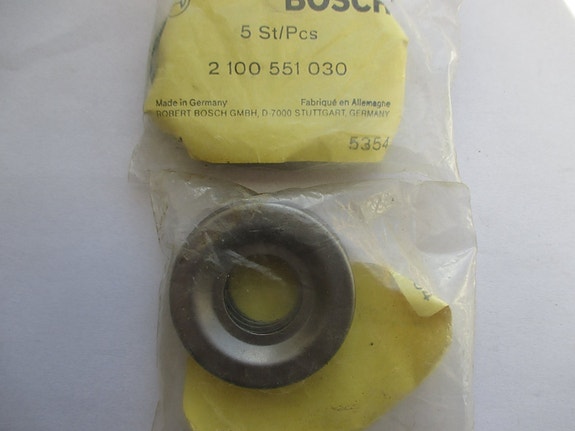 BOSCH
5 St/Pcs
2 100 551 030
Made in Germany Fabriqué en Allemagne
ROBERT BOSCH GMBH, D-7000 STUTTGART, GERMANY
5354